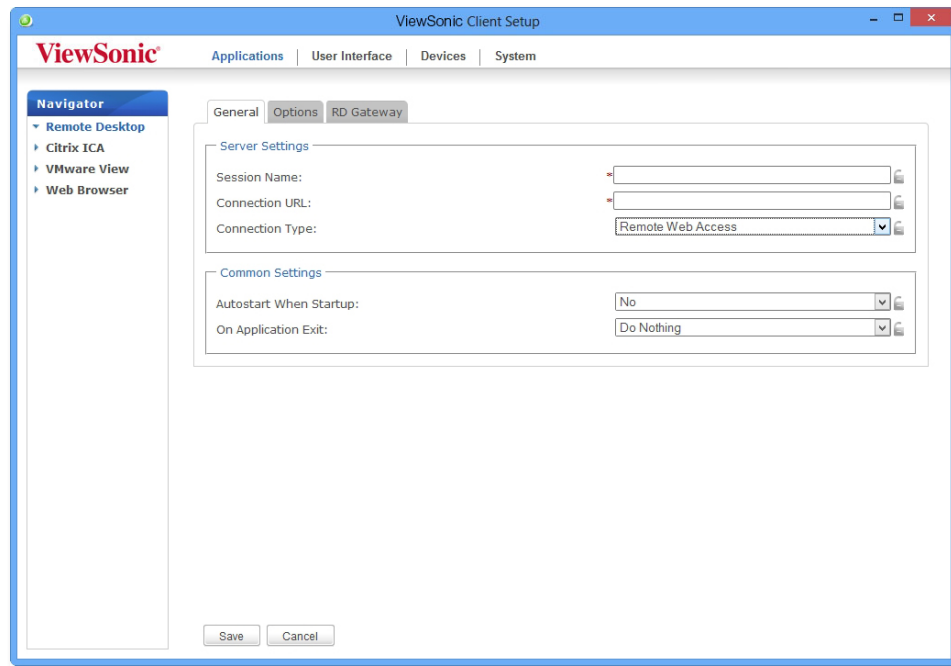 ViewSonic Client Setup
ViewSonic®
Applications | User Interface | Devices | System
Navigator
Remote Desktop
Citrix ICA
VMware View
Web Browser
General Options RD Gateway
Server Settings
Session Name: *
Connection URL: *
Connection Type: Remote Web Access
Common Settings
Autostart When Startup: No
On Application Exit: Do Nothing
Save Cancel